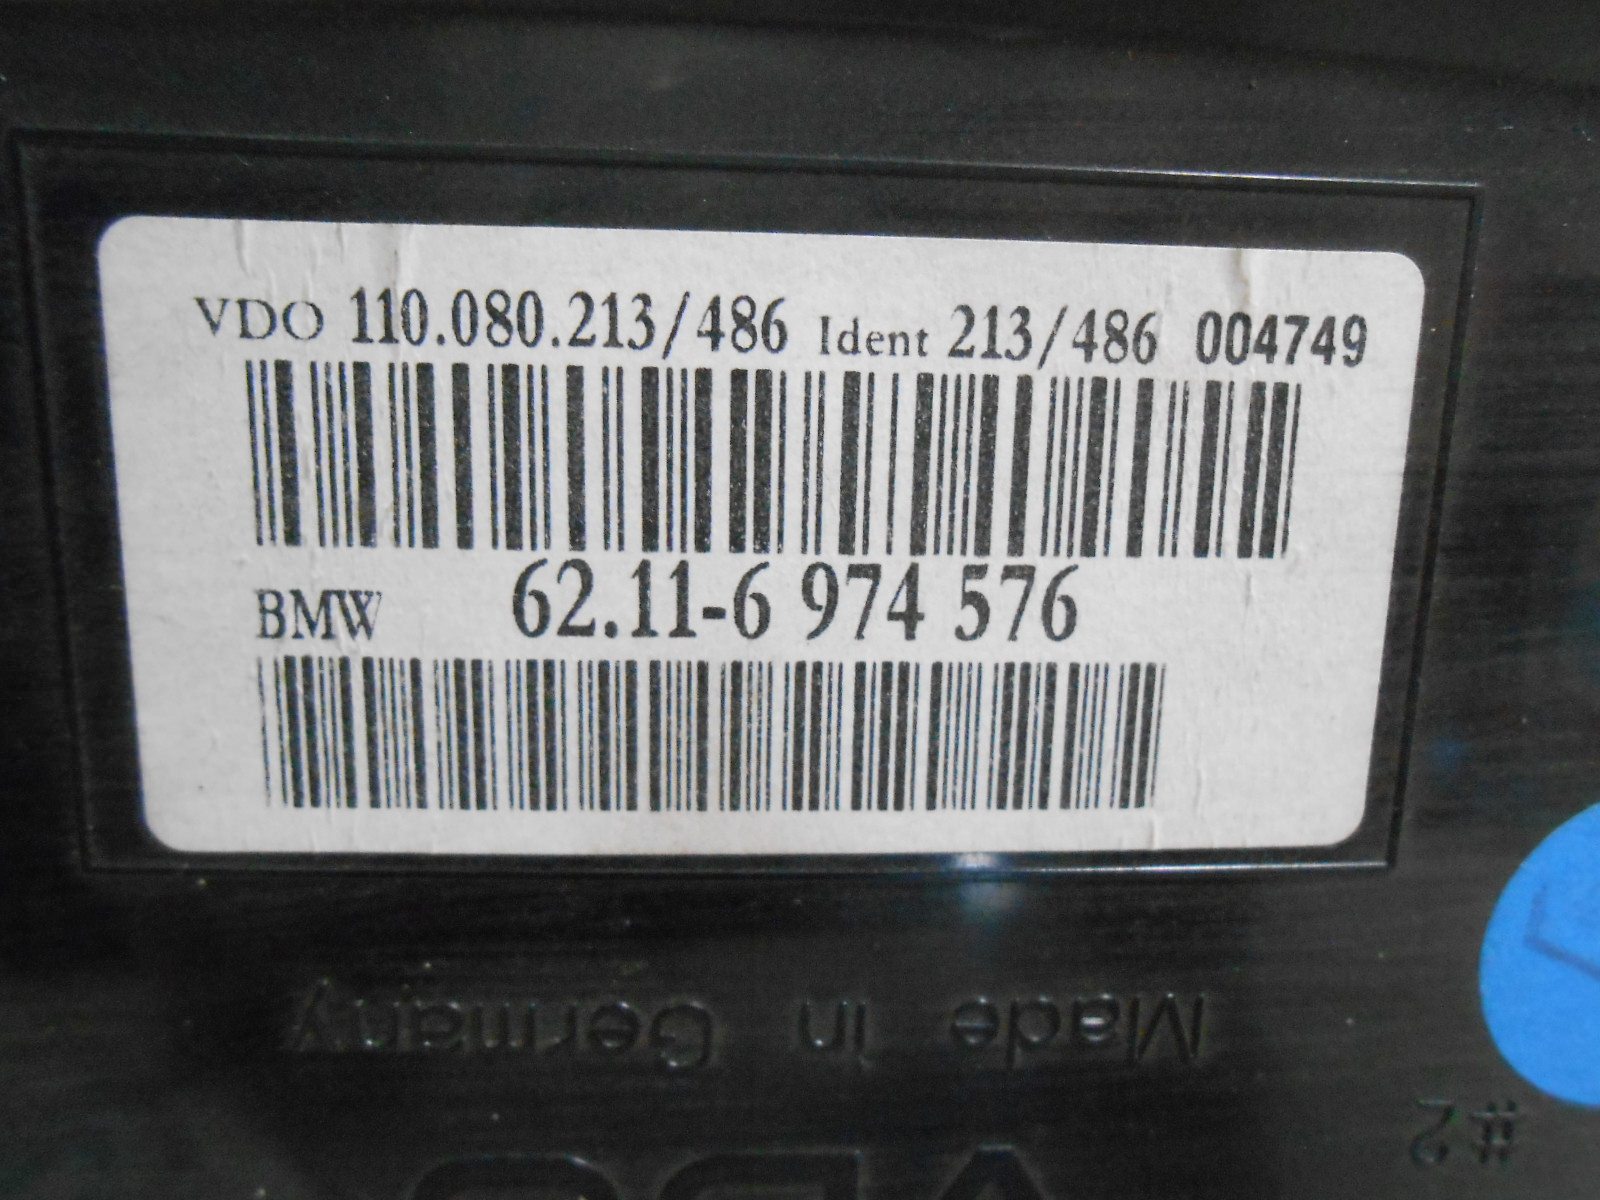 VDO 110.080.213/486 Ident 213/486 004749
BMW 62.11-6 974 576
Made in Germany
#2
VDO